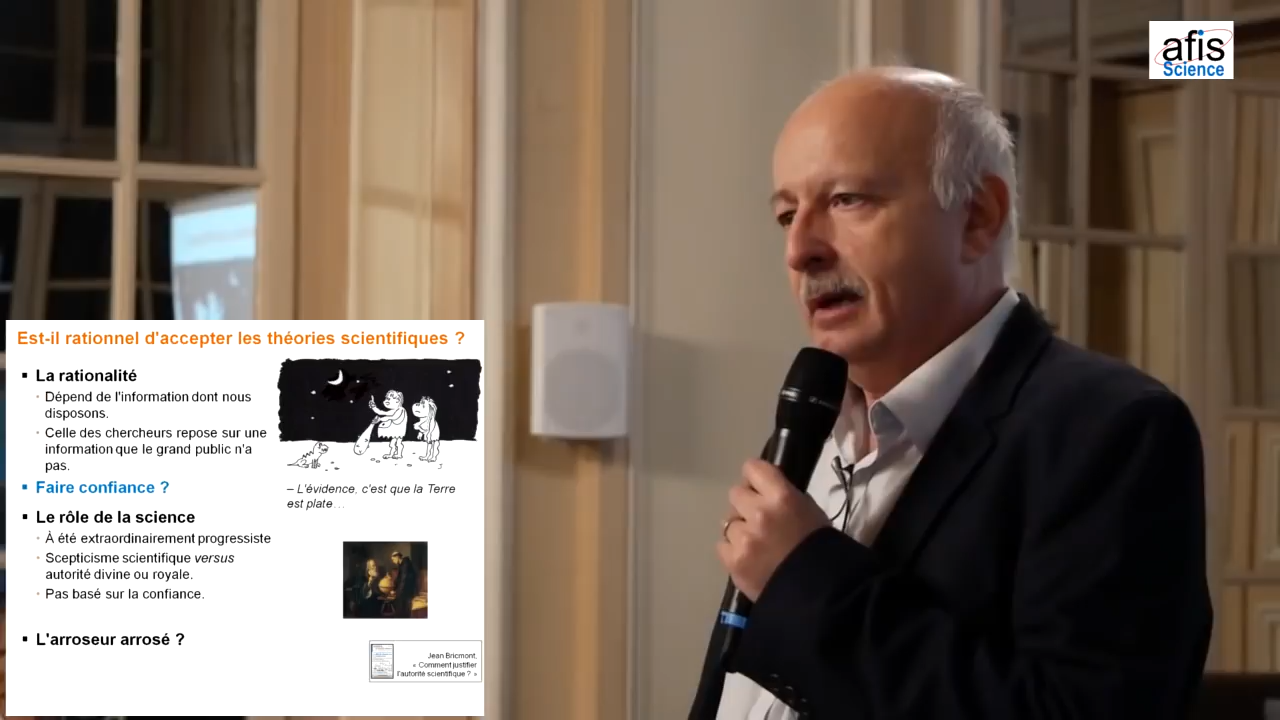 afis
Science
Est-il rationnel d'accepter les théories scientifiques ?
La rationalité
Dépend de l'information dont nous
disposons.
Celle des chercheurs repose sur une
information que le grand public n'a
pas.
Faire confiance ?
Le rôle de la science
À été extraordinairement progressiste
Scepticisme scientifique versus
autorité divine ou royale.
Pas basé sur la confiance.
L'arroseur arrosé ?
– L'évidence, c'est que la Terre
est plate…
Jean Bricmont,
« Comment justifier
l'autorité scientifique ? »